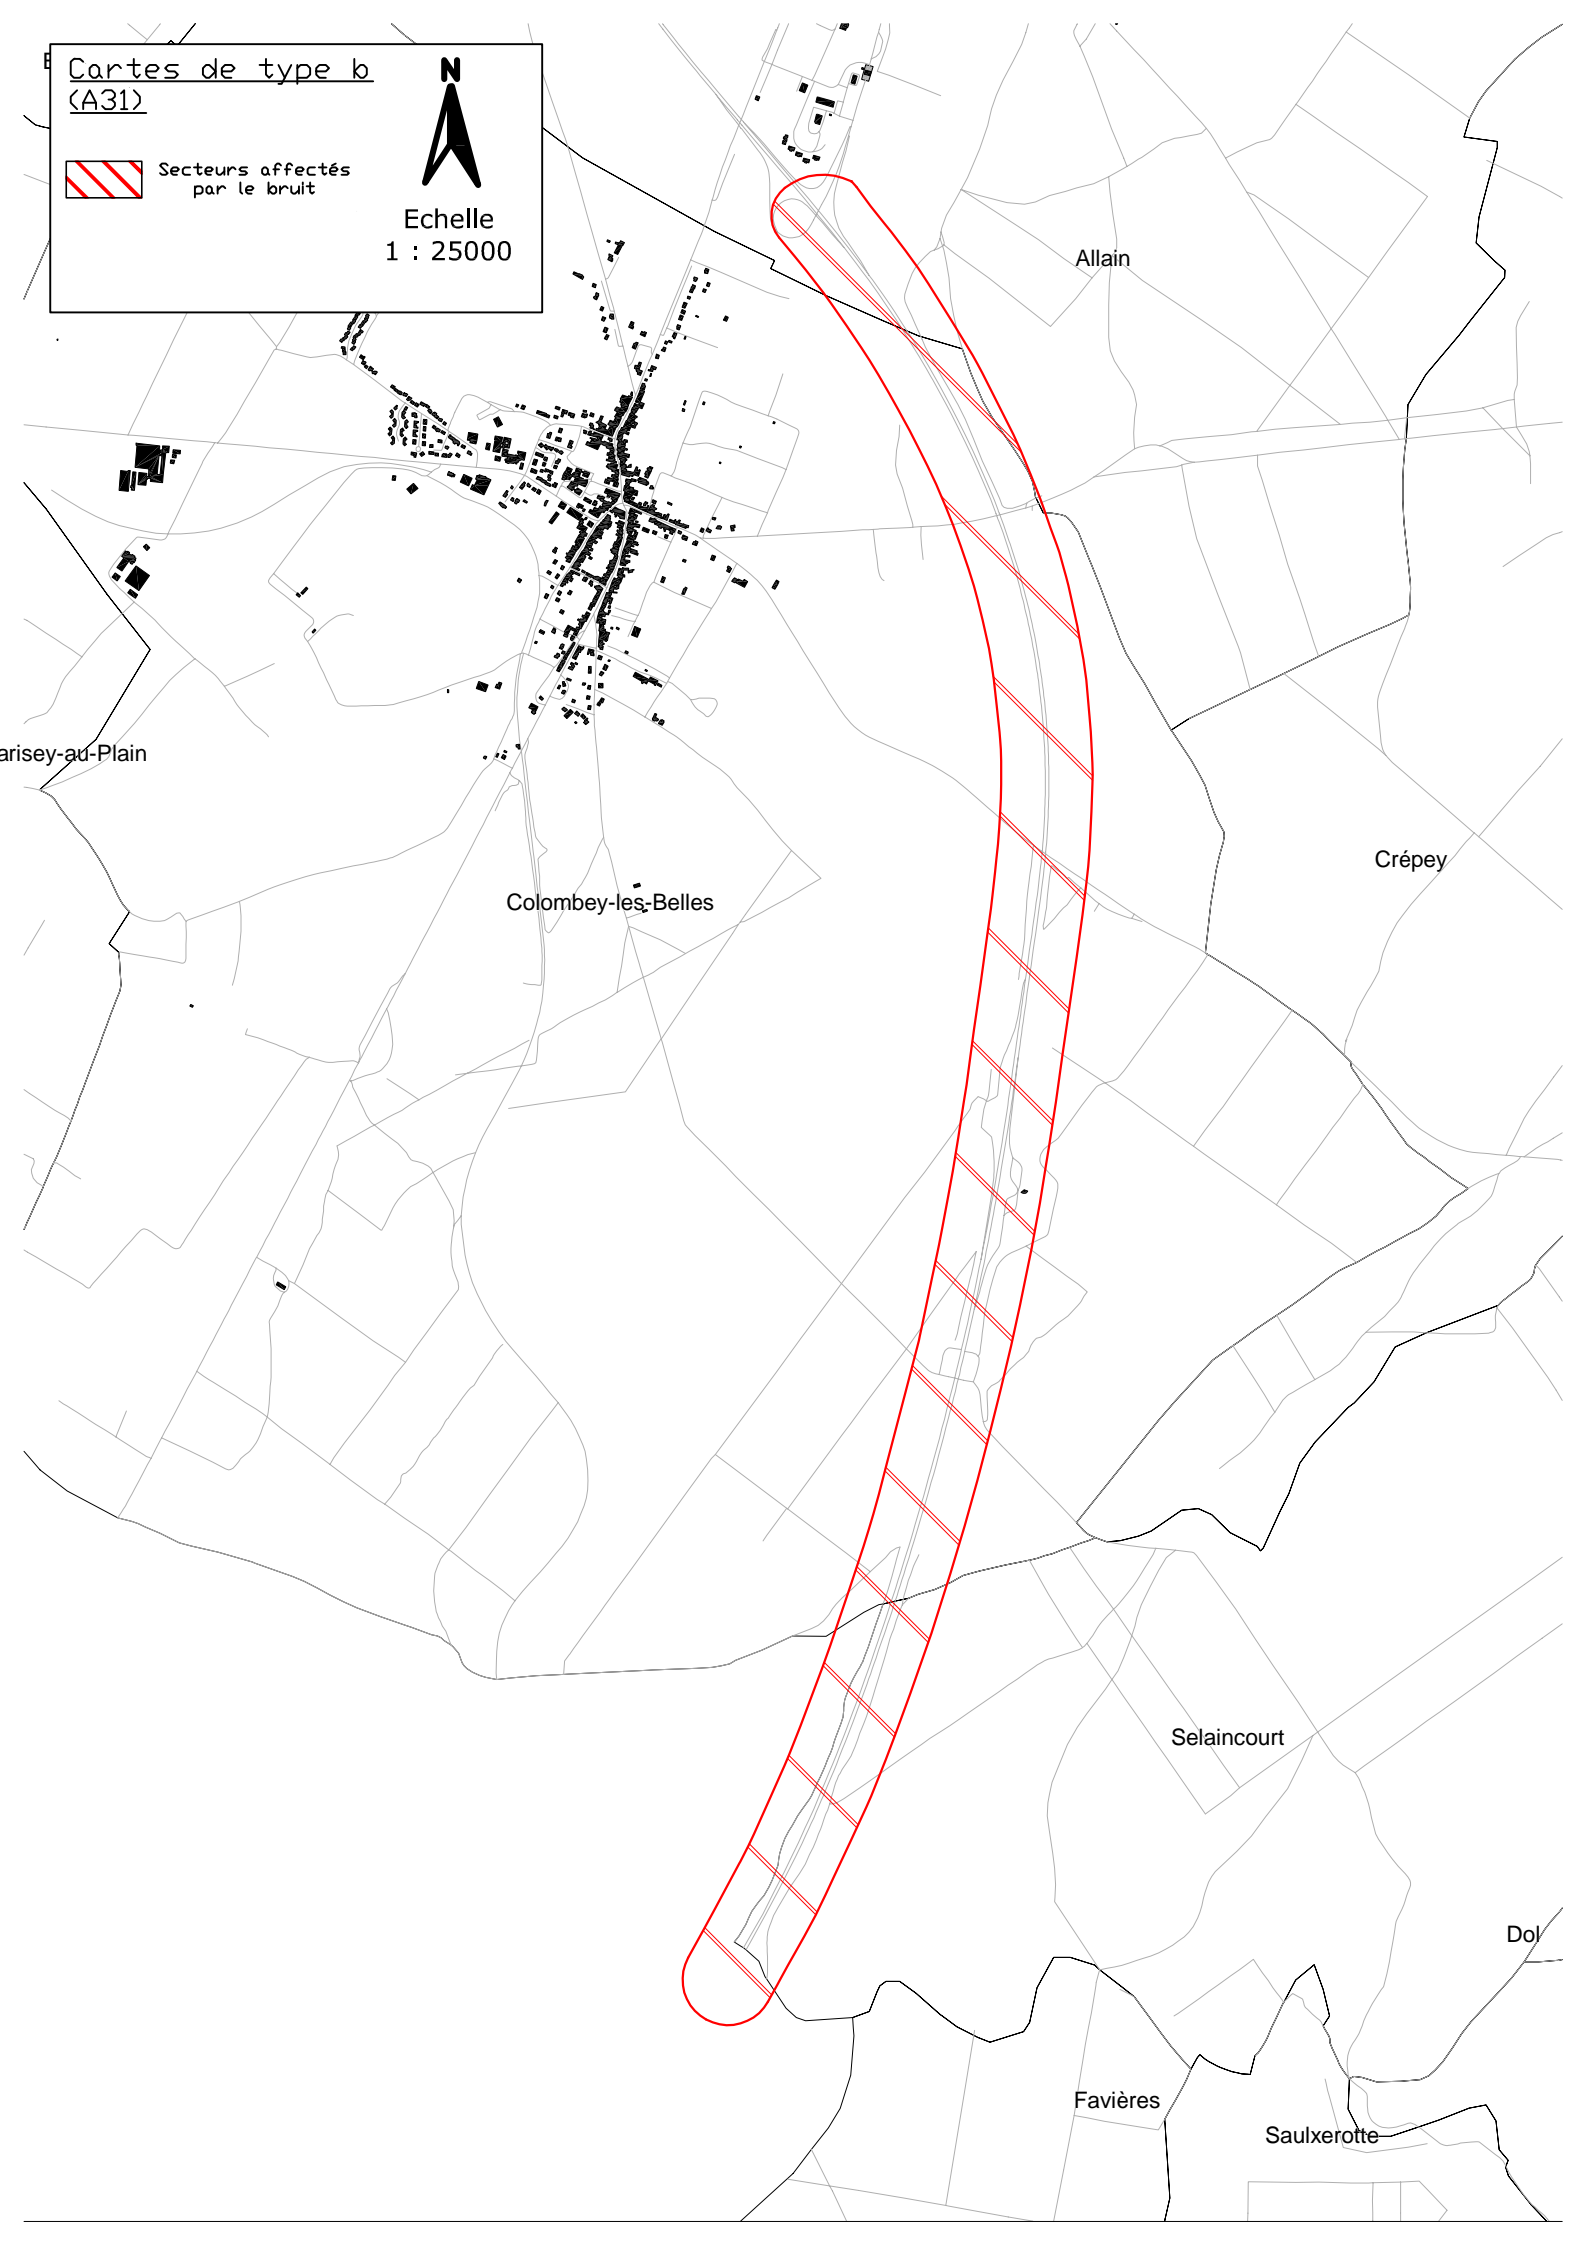 Cartes de type b
(A31)
N
Secteurs affectés
par le bruit
Echelle
1 : 25000
Allain
arisey-au-Plain
Crépey
Colombey-les-Belles
Selaincourt
Dol
Favières
Saulxerotte